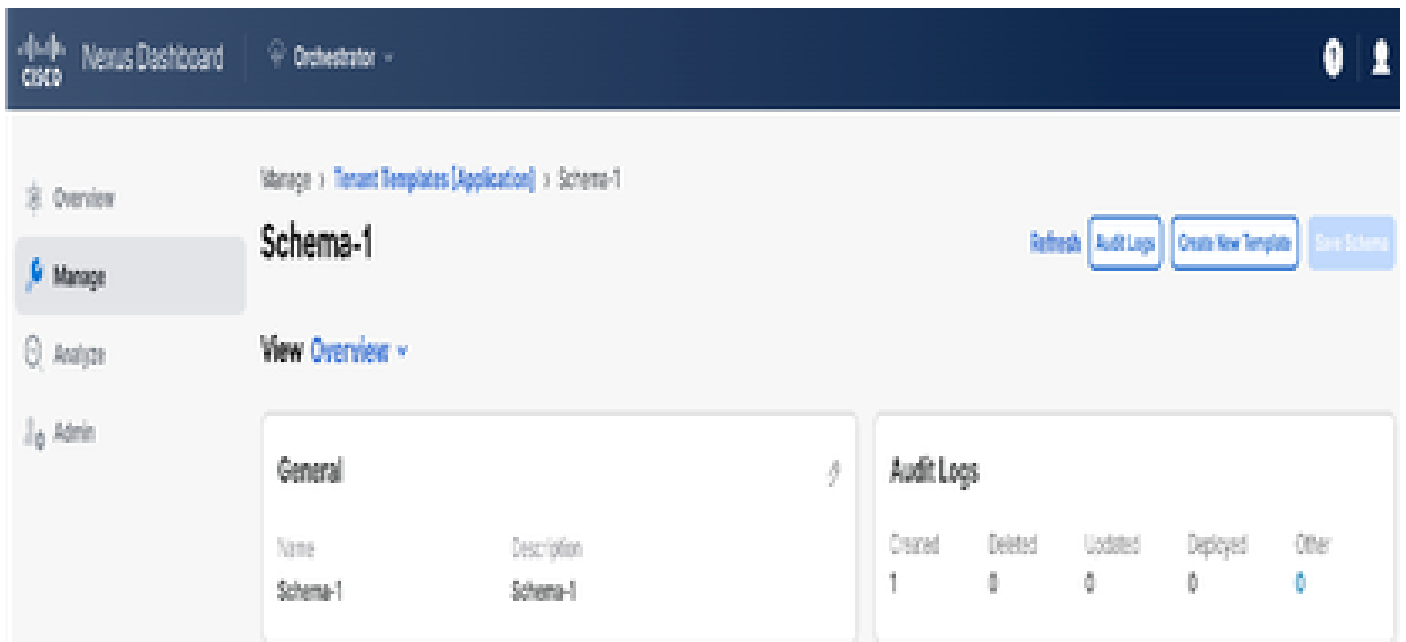 CISCO Nexus Dashboard Orchestrator
Overview
Manage
Analyze
Admin
Manage > Tenant Templates [Application] > Schema-1
Schema-1
Refresh Audit Logs Create New Template Save Schema
View Overview
General
Name Description
Schema-1 Schema-1
Audit Logs
Created Deleted Updated Deployed Other
1 0 0 0 0